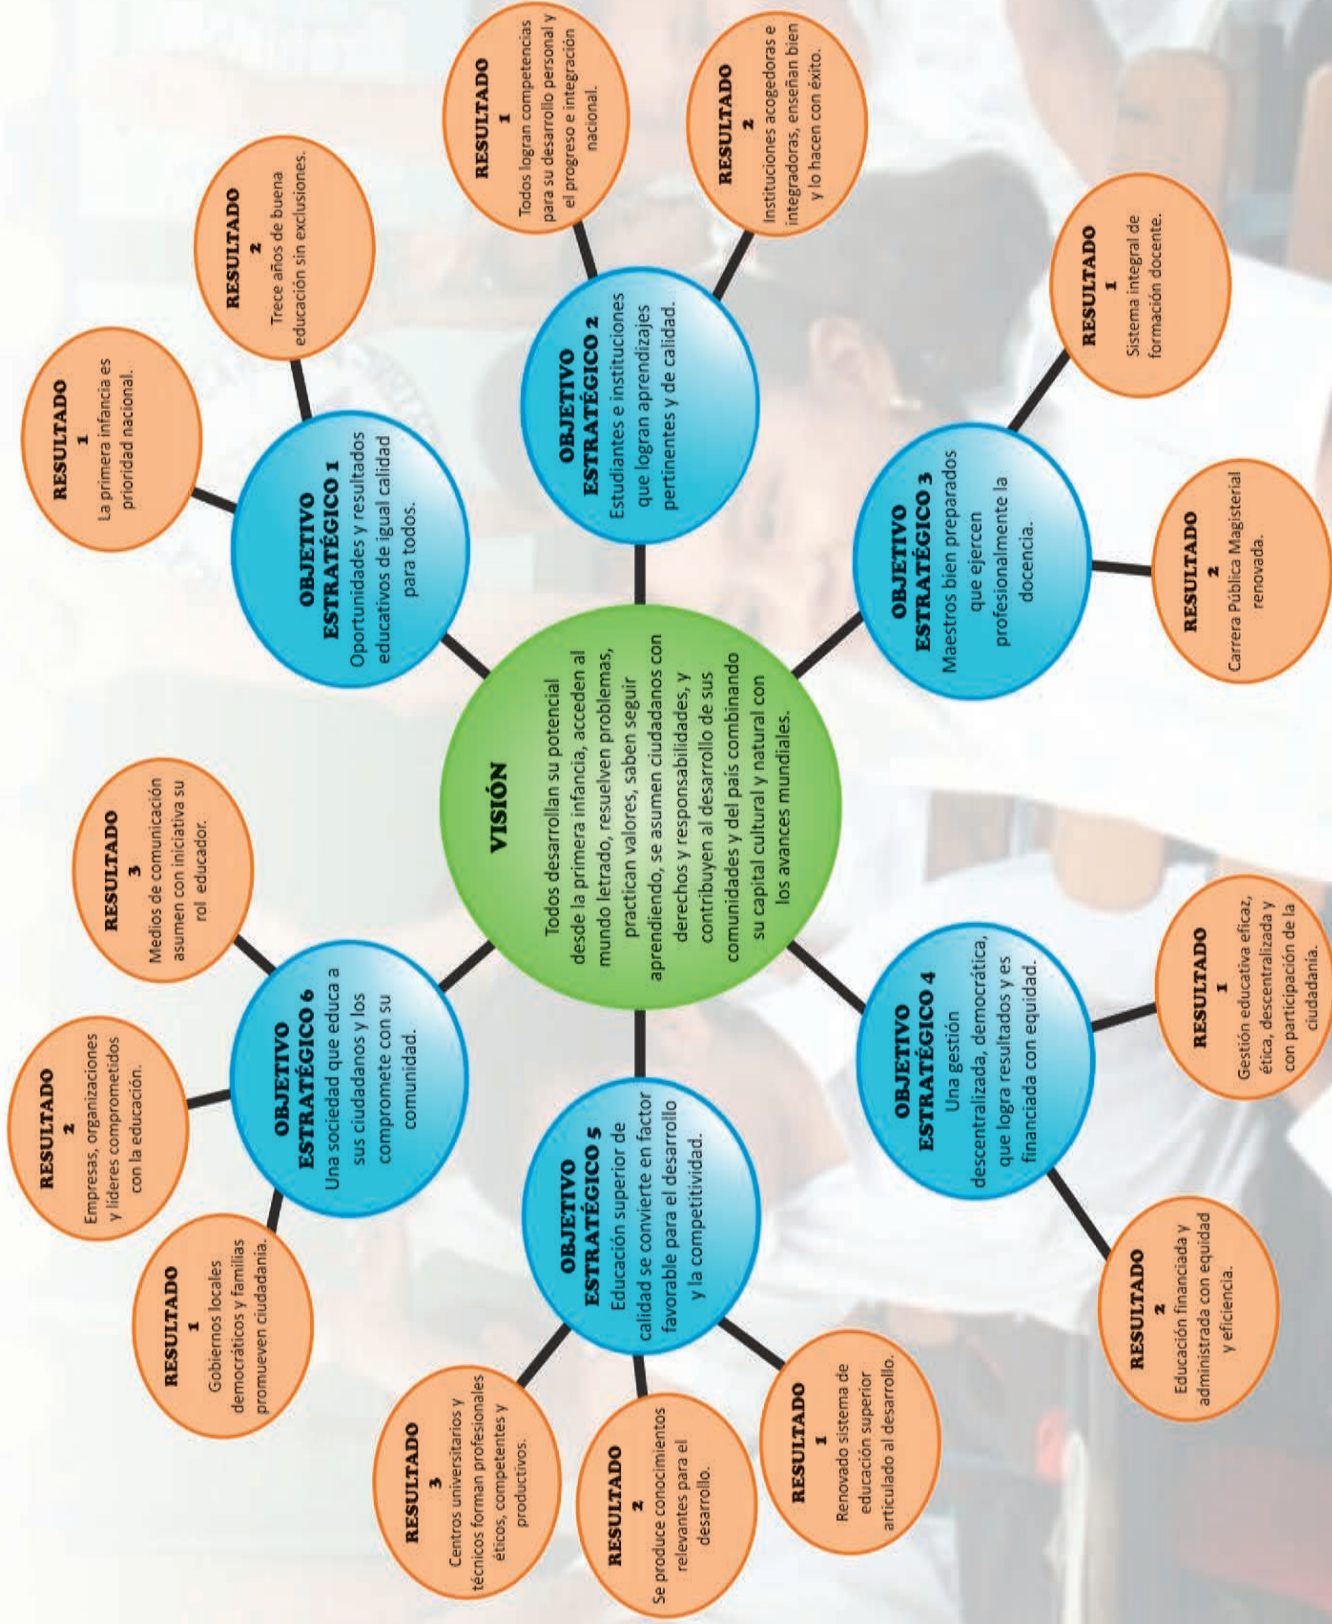 VISIÓN
Todos desarrollan su potencial
desde la primera infancia, acceden al
mundo letrado, resuelven problemas,
practican valores, saben seguir
aprendiendo, se asumen ciudadanos con
derechos y responsabilidades, y
contribuyen al desarrollo de sus
comunidades y del país combinando
su capital cultural y natural con
los avances mundiales.
OBJETIVO
ESTRATÉGICO 1
Oportunidades y resultados
educativos de igual calidad
para todos.
RESULTADO
1
La primera infancia es
prioridad nacional.
RESULTADO
2
Trece años de buena
educación sin exclusiones.
OBJETIVO
ESTRATÉGICO 2
Estudiantes e instituciones
que logran aprendizajes
pertinentes y de calidad.
RESULTADO
1
Todos logran competencias
para su desarrollo personal y
el progreso e integración
nacional.
RESULTADO
2
Instituciones acogedoras e
integradoras, enseñan bien
y lo hacen con éxito.
OBJETIVO
ESTRATÉGICO 3
Maestros bien preparados
que ejercen
profesionalmente la
docencia.
RESULTADO
1
Sistema integral de
formación docente.
RESULTADO
2
Carrera Pública Magisterial
renovada.
OBJETIVO
ESTRATÉGICO 4
Una gestión
descentralizada, democrática,
que logra resultados y es
financiada con equidad.
RESULTADO
1
Gestión educativa eficaz,
ética, descentralizada y
con participación de la
ciudadanía.
RESULTADO
2
Educación financiada y
administrada con equidad
y eficiencia.
OBJETIVO
ESTRATÉGICO 5
Educación superior de
calidad se convierte en factor
favorable para el desarrollo
y la competitividad.
RESULTADO
1
Renovado sistema de
educación superior
articulado al desarrollo.
RESULTADO
2
Se produce conocimientos
relevantes para el
desarrollo.
RESULTADO
3
Centros universitarios y
técnicos forman profesionales
éticos, competentes y
productivos.
OBJETIVO
ESTRATÉGICO 6
Una sociedad que educa a
sus ciudadanos y los
compromete con su
comunidad.
RESULTADO
1
Gobiernos locales
democráticos y familias
promueven ciudadanía.
RESULTADO
2
Empresas, organizaciones
y líderes comprometidos
con la educación.
RESULTADO
3
Medios de comunicación
asumen con iniciativa su
rol educador.